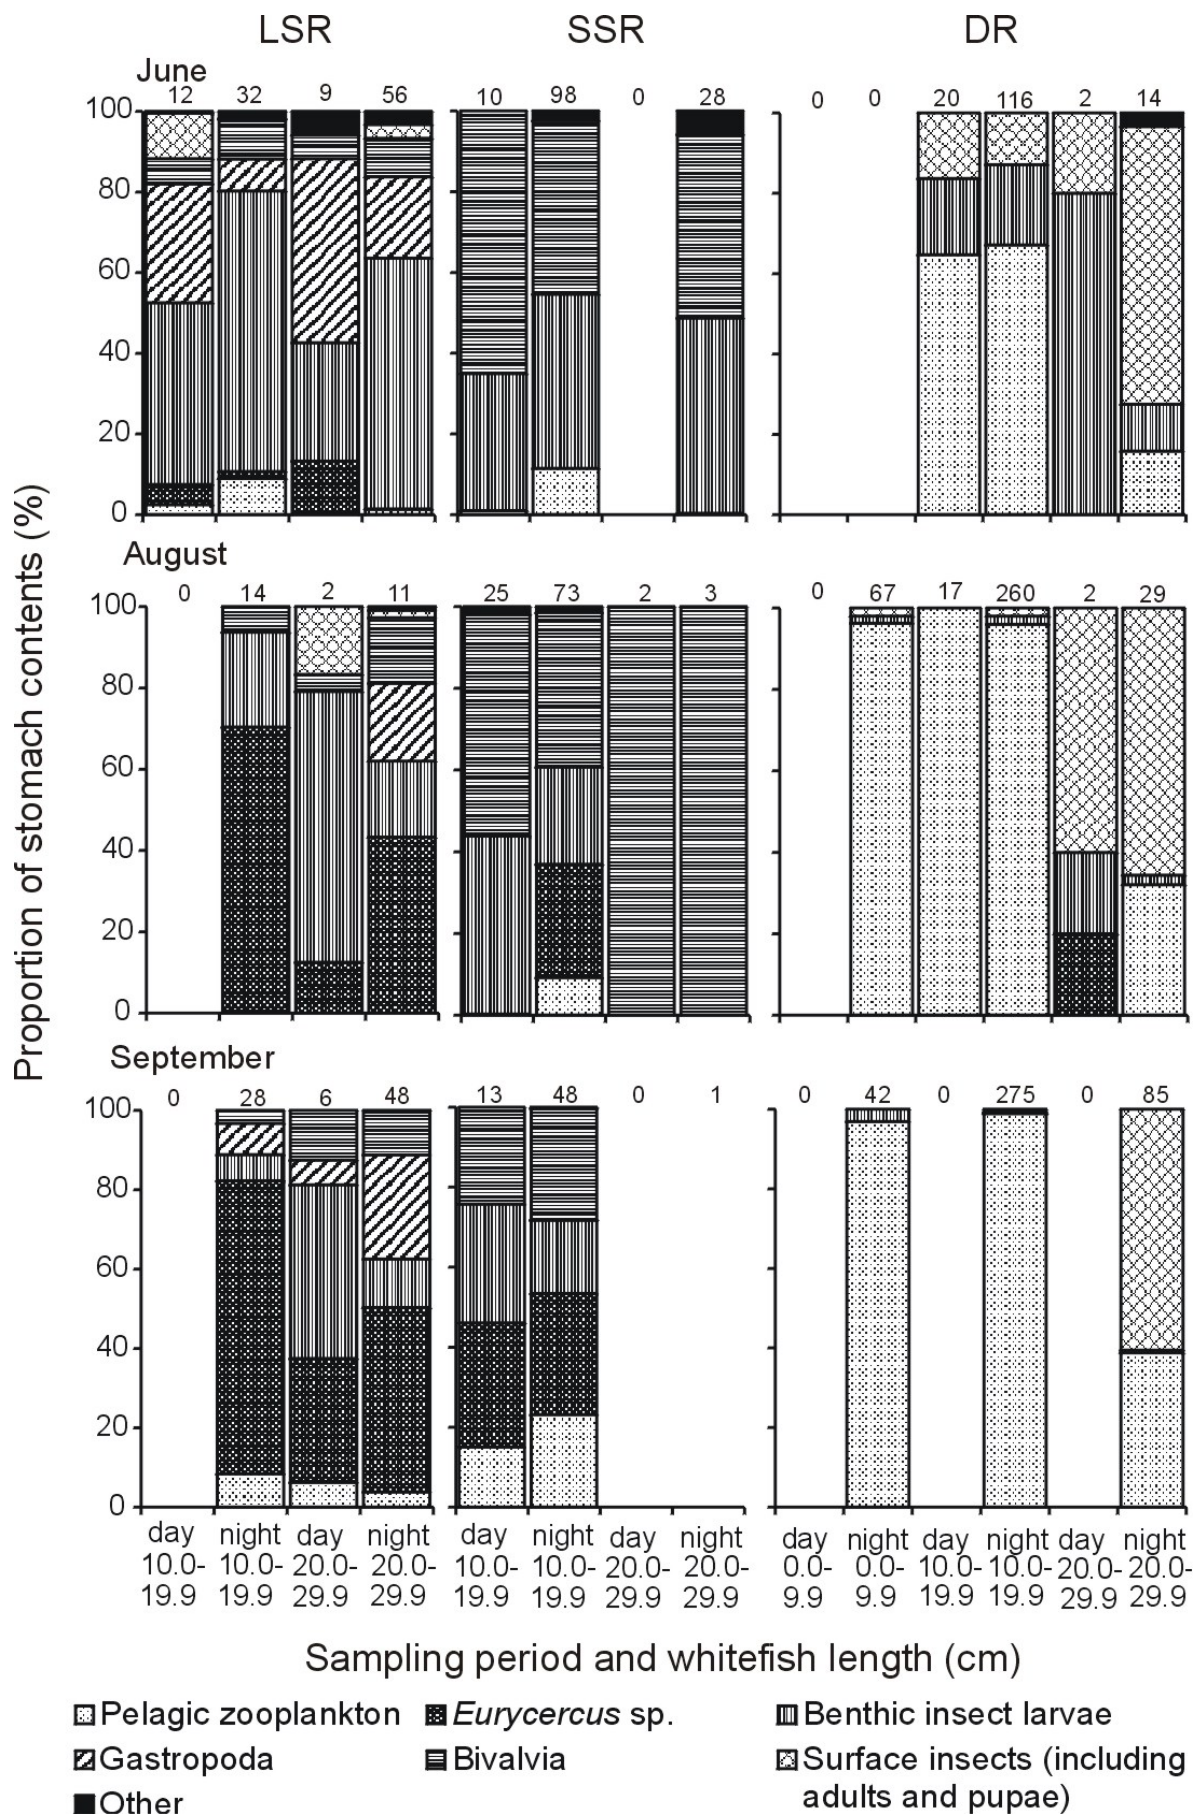 LSR SSR DR
June
12 32 9 56 10 98 0 28 0 0 20 116 2 14
100
80
60
40
20
0
August
0 14 2 11 25 73 2 3 0 67 17 260 2 29
100
80
60
40
20
0
September
0 28 6 48 13 48 0 1 0 42 0 275 0 85
100
80
60
40
20
0
Proportion of stomach contents (%)
day night day night day night day night day night day night day night
10.0- 10.0- 20.0- 20.0- 10.0- 10.0- 20.0- 20.0- 0.0- 0.0- 10.0- 10.0- 20.0- 20.0-
19.9 19.9 29.9 29.9 19.9 19.9 29.9 29.9 9.9 9.9 19.9 19.9 29.9 29.9
Sampling period and whitefish length (cm)
Pelagic zooplankton Eurycercus sp. Benthic insect larvae
Gastropoda Bivalvia Surface insects (including
Other adults and pupae)